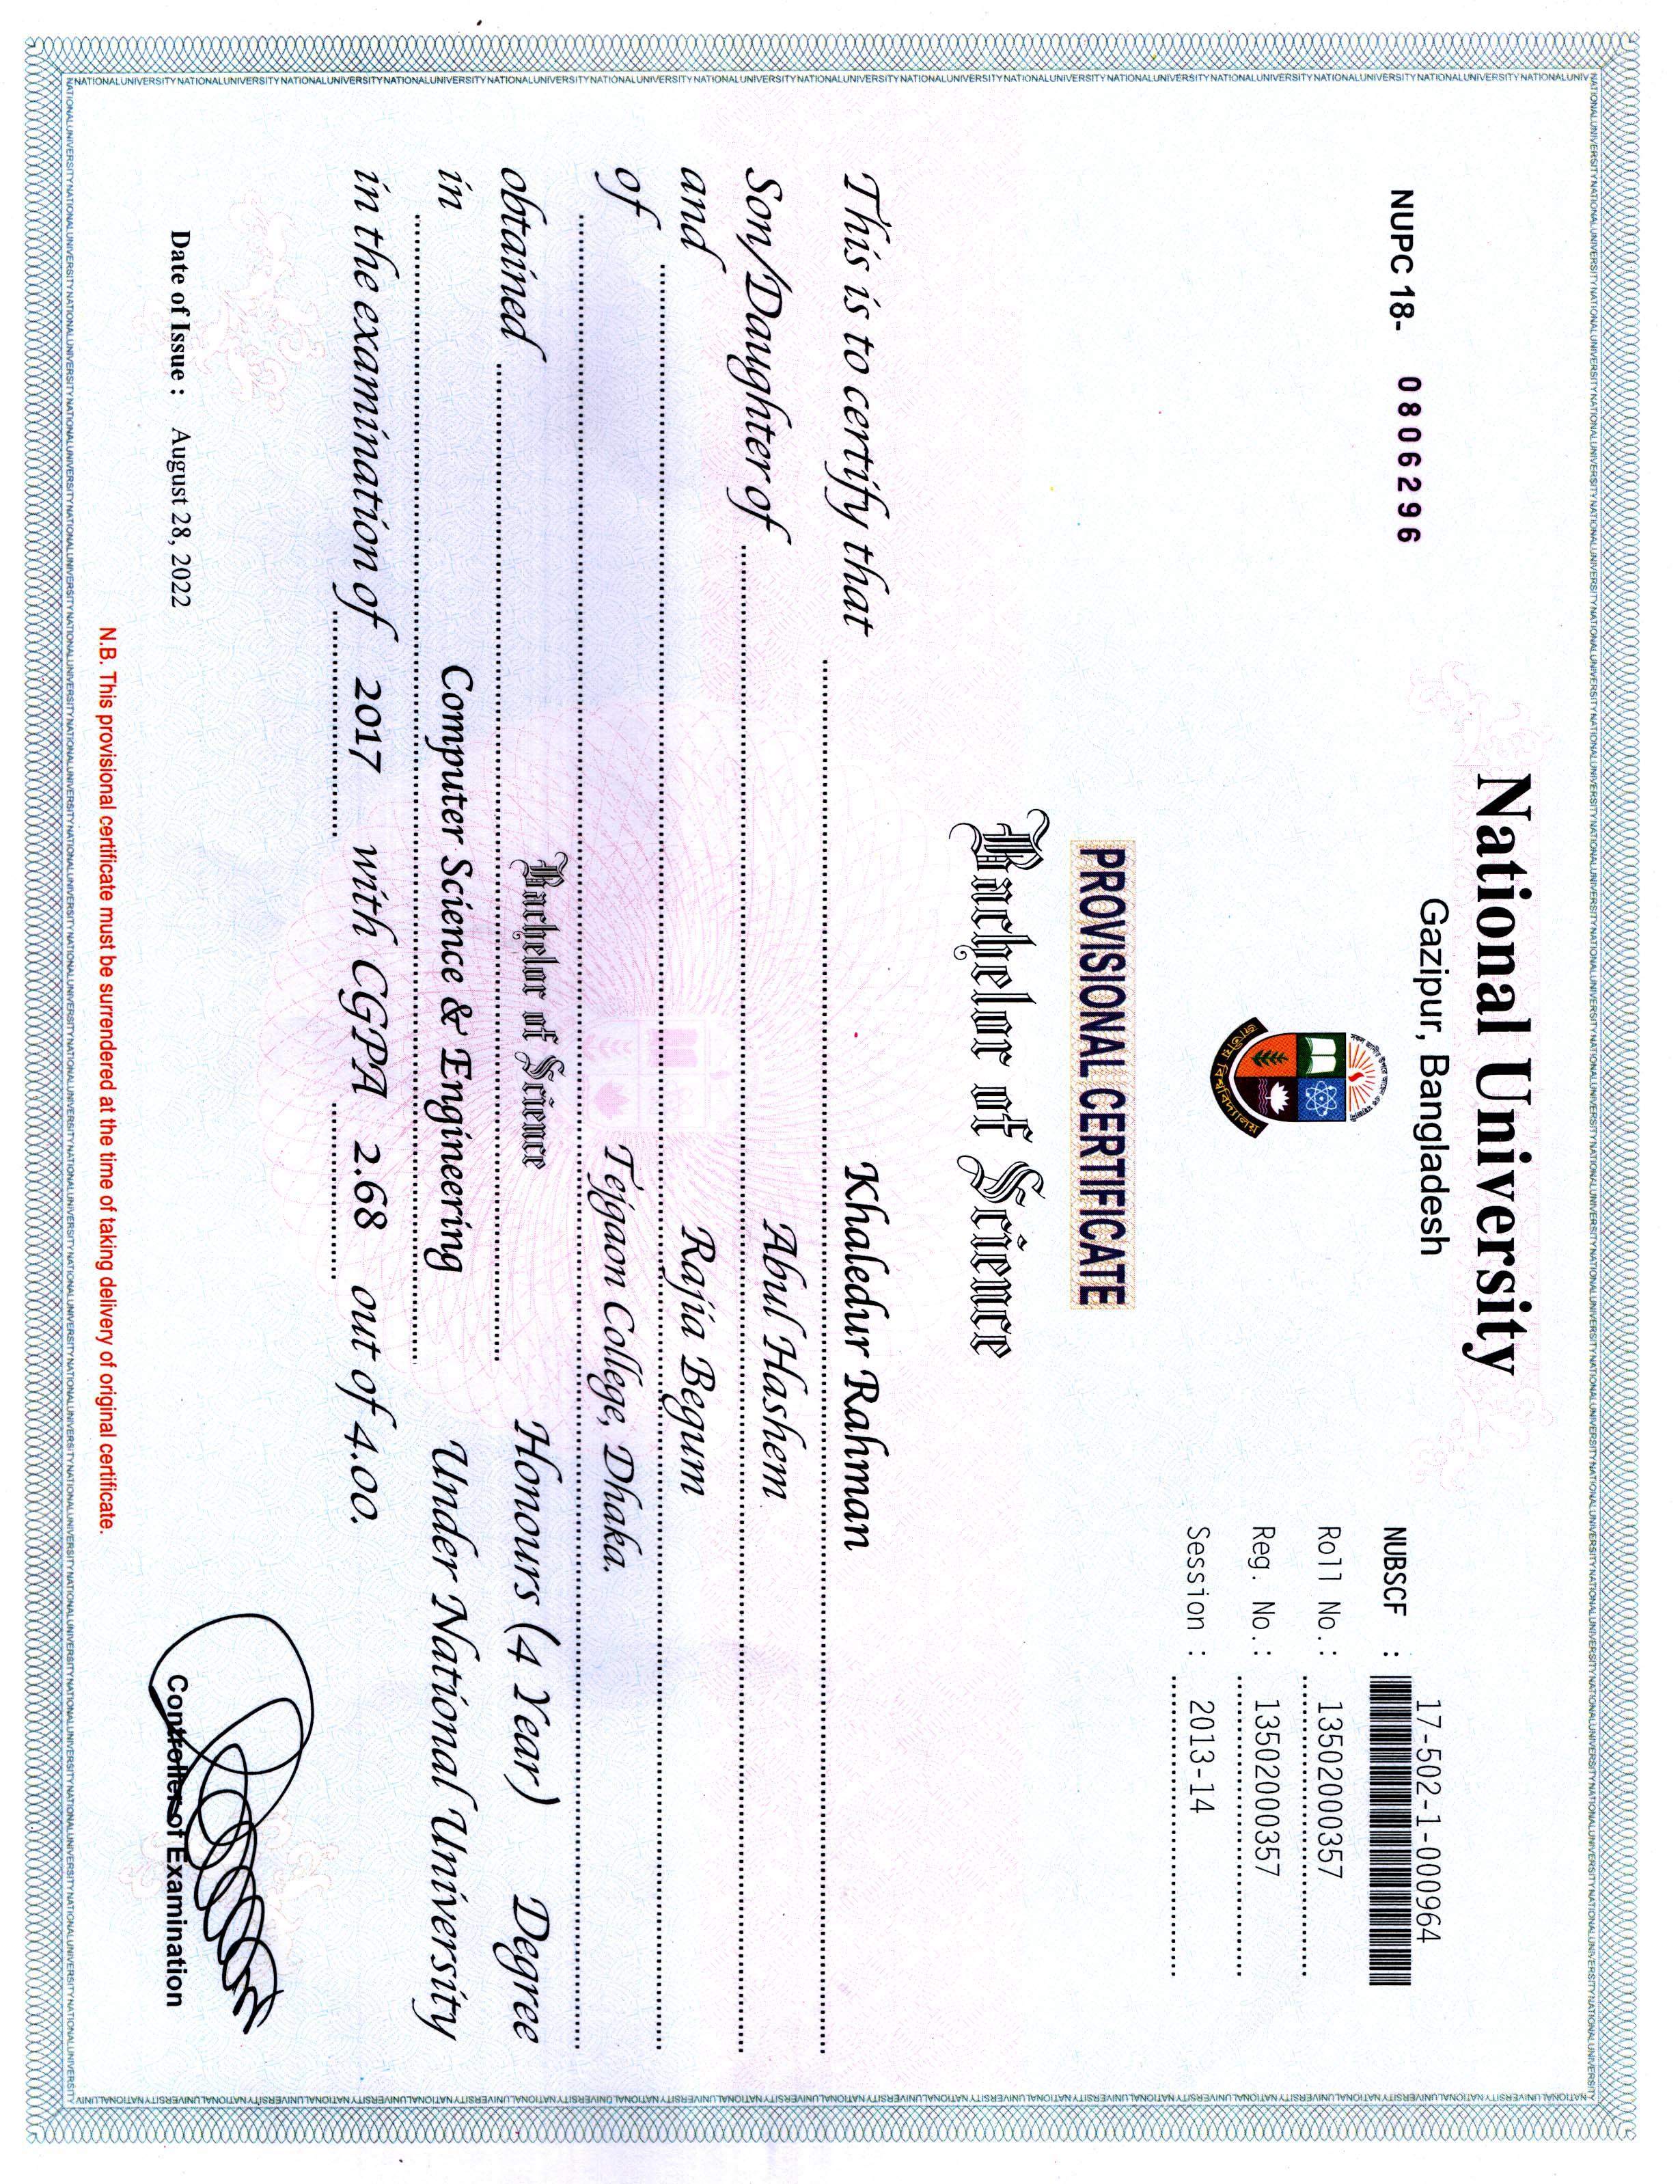 National University
Gazipur, Bangladesh
NUPC 18- 0806296
17-502-1-000964
NUBSCF :
Roll No.: 13502000357
Reg. No.: 13502000357
Session : 2013-14
জাতীয় বিশ্ববিদ্যালয়
PROVISIONAL CERTIFICATE
Bachelor of Science
This is to certify that Khaledur Rahman
Son/Daughter of Abul Hashem
and Rajia Begum
of Tejgaon College, Dhaka.
obtained Bachelor of Science Honours (4 Year) Degree
in Computer Science & Engineering Under National University
in the examination of 2017 with CGPA 2.68 out of 4.00.
Date of Issue : August 28, 2022
Controller of Examination
N.B. This provisional certificate must be surrendered at the time of taking delivery of original certificate.